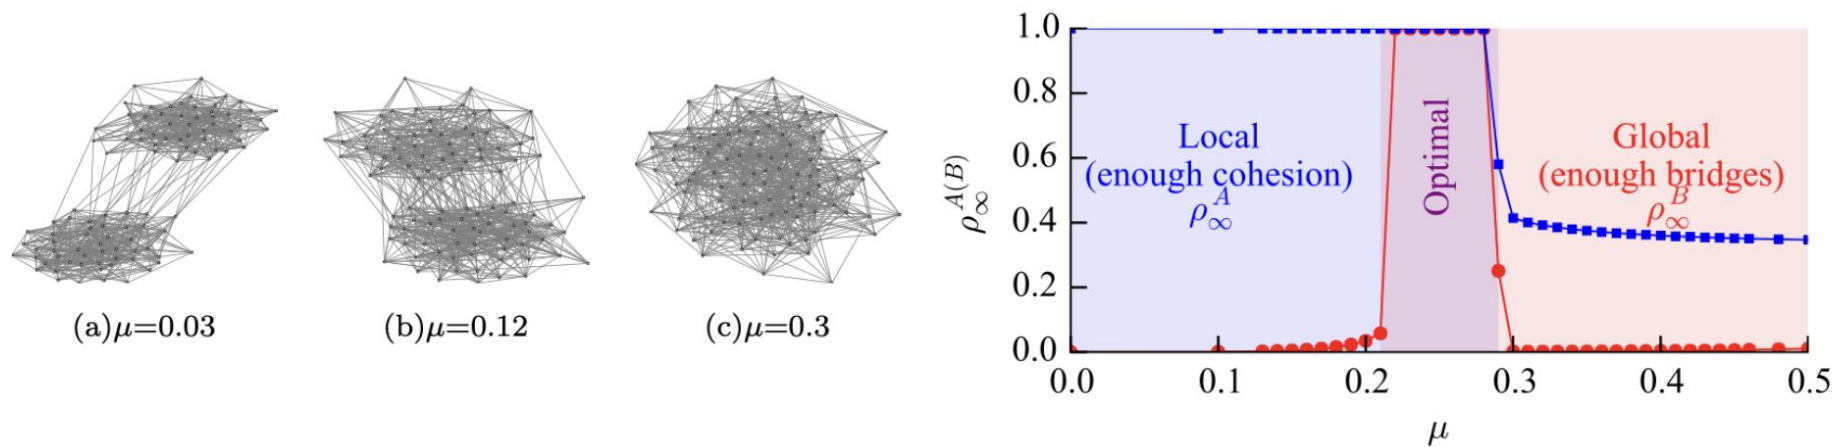 (a)μ=0.03
(b)μ=0.12
(c)μ=0.3
ρ∞^A(B)
1.0
0.8
0.6
0.4
0.2
0.0
Local
(enough cohesion)
ρ∞^A
Optimal
Global
(enough bridges)
ρ∞^B
0.0 0.1 0.2 0.3 0.4 0.5
μ